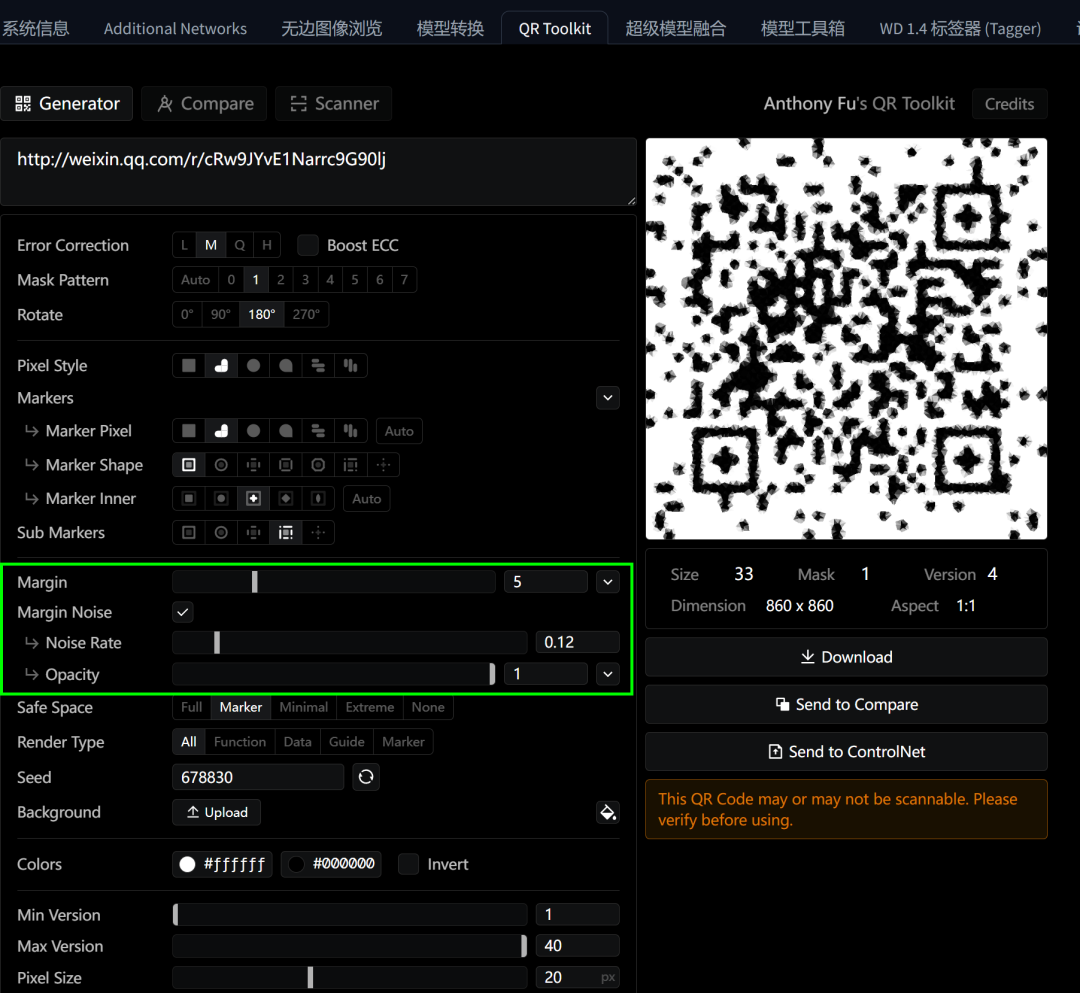 系统信息 Additional Networks 无边图像浏览 模型转换 QR Toolkit 超级模型融合 模型工具箱 WD 1.4 标签器 (Tagger)
Generator Compare Scanner Anthony Fu's QR Toolkit Credits
http://weixin.qq.com/r/cRw9JYvE1Narrc9G90lj
Error Correction L M Q H Boost ECC
Mask Pattern Auto 0 1 2 3 4 5 6 7
Rotate 0° 90° 180° 270°
Pixel Style
Markers
Marker Pixel Auto
Marker Shape
Marker Inner Auto
Sub Markers
Margin 5
Margin Noise
Noise Rate 0.12
Opacity 1
Safe Space Full Marker Minimal Extreme None
Render Type All Function Data Guide Marker
Seed 678830
Background Upload
Colors #ffffff #000000 Invert
Min Version 1
Max Version 40
Pixel Size 20 px
Size 33 Mask 1 Version 4
Dimension 860 x 860 Aspect 1:1
Download
Send to Compare
Send to ControlNet
This QR Code may or may not be scannable. Please
verify before using.